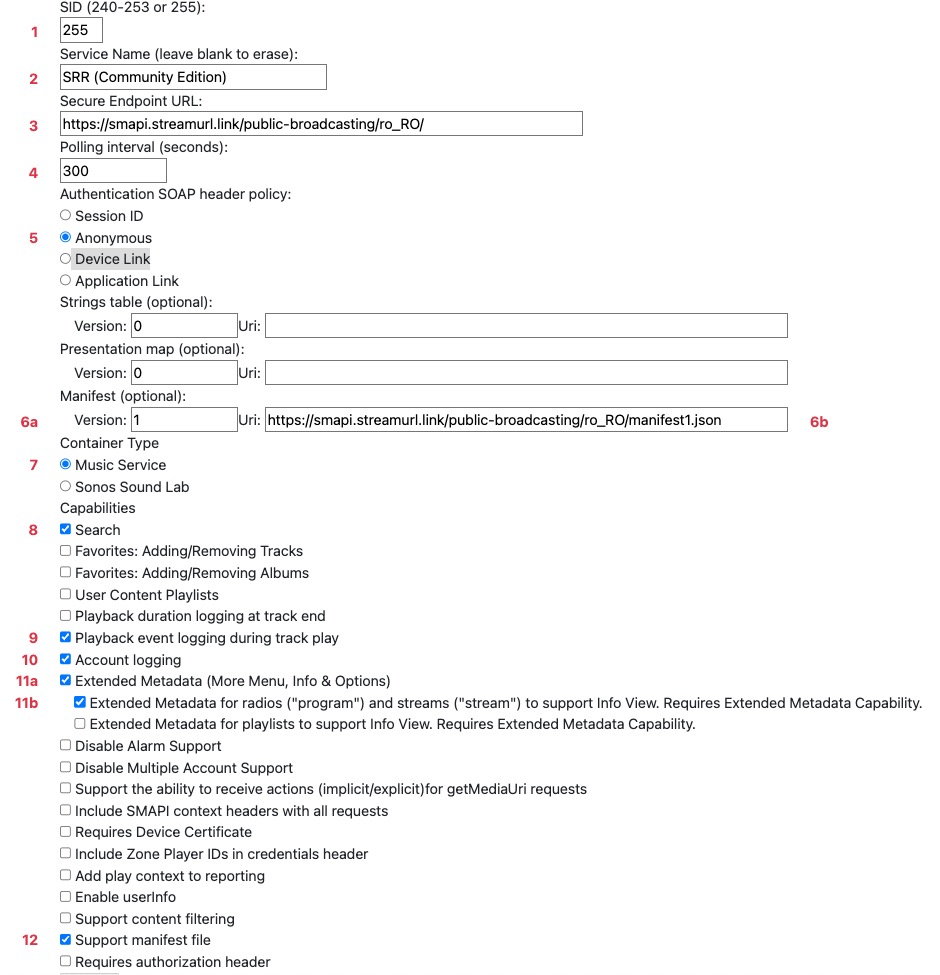 SID (240-253 or 255):
1 255
Service Name (leave blank to erase):
2 SRR (Community Edition)
Secure Endpoint URL:
3 https://smapi.streamurl.link/public-broadcasting/ro_RO/
Polling interval (seconds):
4 300
Authentication SOAP header policy:
Session ID
5 Anonymous
Device Link
Application Link
Strings table (optional):
Version: 0 Uri:
Presentation map (optional):
Version: 0 Uri:
Manifest (optional):
6a Version: 1 Uri: https://smapi.streamurl.link/public-broadcasting/ro_RO/manifest1.json 6b
Container Type
7 Music Service
Sonos Sound Lab
Capabilities
8 Search
Favorites: Adding/Removing Tracks
Favorites: Adding/Removing Albums
User Content Playlists
Playback duration logging at track end
9 Playback event logging during track play
10 Account logging
11a Extended Metadata (More Menu, Info & Options)
11b Extended Metadata for radios ("program") and streams ("stream") to support Info View. Requires Extended Metadata Capability.
Extended Metadata for playlists to support Info View. Requires Extended Metadata Capability.
Disable Alarm Support
Disable Multiple Account Support
Support the ability to receive actions (implicit/explicit)for getMediaUri requests
Include SMAPI context headers with all requests
Requires Device Certificate
Include Zone Player IDs in credentials header
Add play context to reporting
Enable userInfo
Support content filtering
12 Support manifest file
Requires authorization header